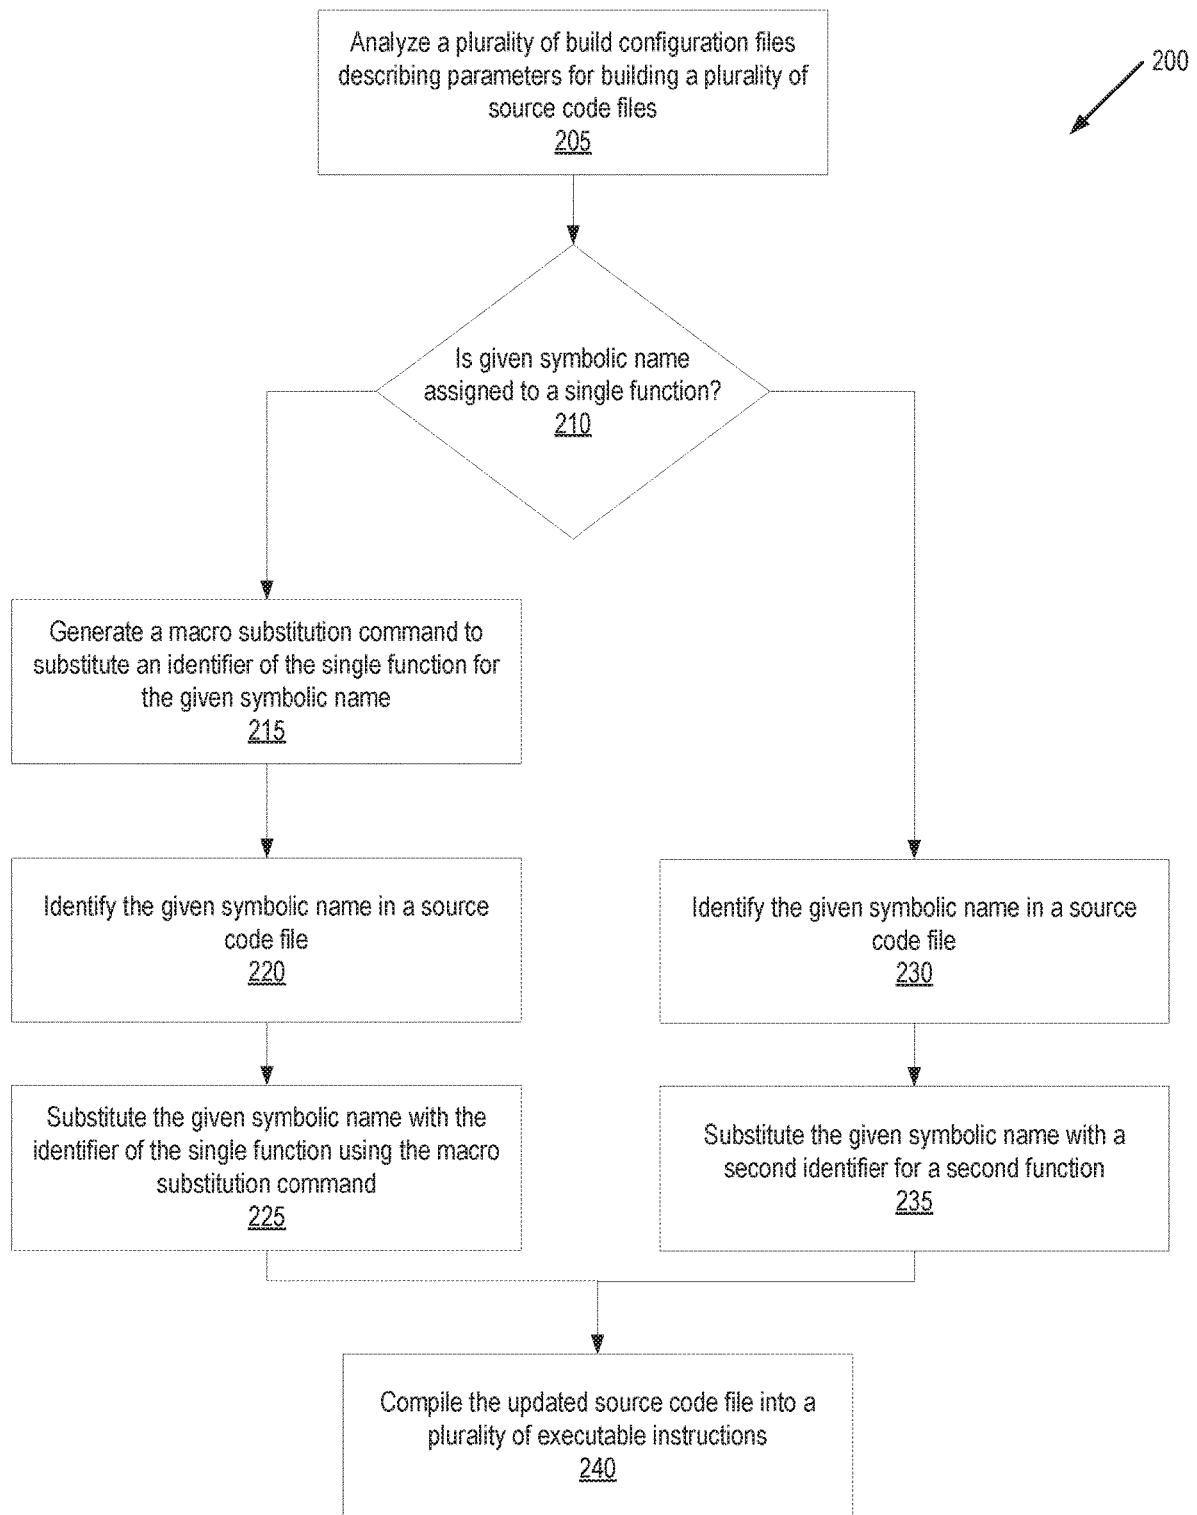 Analyze a plurality of build configuration files
describing parameters for building a plurality of
source code files
205
200
Is given symbolic name
assigned to a single function?
210
Generate a macro substitution command to
substitute an identifier of the single function for
the given symbolic name
215
Identify the given symbolic name in a source
code file
220
Identify the given symbolic name in a source
code file
230
Substitute the given symbolic name with the
identifier of the single function using the macro
substitution command
225
Substitute the given symbolic name with a
second identifier for a second function
235
Compile the updated source code file into a
plurality of executable instructions
240